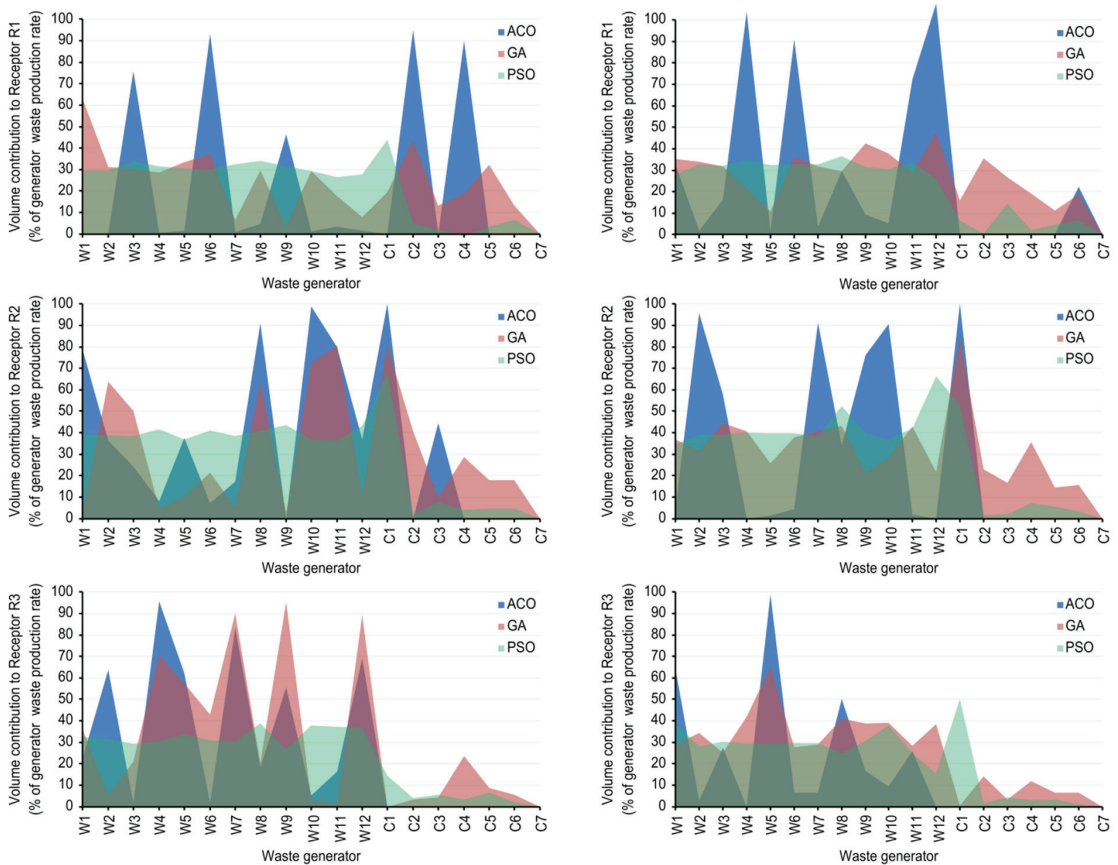 Volume contribution to Receptor R1
(% of generator waste production rate)
100
90
80
70
60
50
40
30
20
10
0
ACO
GA
PSO
W1
W2
W3
W4
W5
W6
W7
W8
W9
W10
W11
W12
C1
C2
C3
C4
C5
C6
C7
Waste generator
Volume contribution to Receptor R1
(% of generator waste production rate)
100
90
80
70
60
50
40
30
20
10
0
ACO
GA
PSO
W1
W2
W3
W4
W5
W6
W7
W8
W9
W10
W11
W12
C1
C2
C3
C4
C5
C6
C7
Waste generator
Volume contribution to Receptor R2
(% of generator waste production rate)
100
90
80
70
60
50
40
30
20
10
0
ACO
GA
PSO
W1
W2
W3
W4
W5
W6
W7
W8
W9
W10
W11
W12
C1
C2
C3
C4
C5
C6
C7
Waste generator
Volume contribution to Receptor R2
(% of generator waste production rate)
100
90
80
70
60
50
40
30
20
10
0
ACO
GA
PSO
W1
W2
W3
W4
W5
W6
W7
W8
W9
W10
W11
W12
C1
C2
C3
C4
C5
C6
C7
Waste generator
Volume contribution to Receptor R3
(% of generator waste production rate)
100
90
80
70
60
50
40
30
20
10
0
ACO
GA
PSO
W1
W2
W3
W4
W5
W6
W7
W8
W9
W10
W11
W12
C1
C2
C3
C4
C5
C6
C7
Waste generator
Volume contribution to Receptor R3
(% of generator waste production rate)
100
90
80
70
60
50
40
30
20
10
0
ACO
GA
PSO
W1
W2
W3
W4
W5
W6
W7
W8
W9
W10
W11
W12
C1
C2
C3
C4
C5
C6
C7
Waste generator